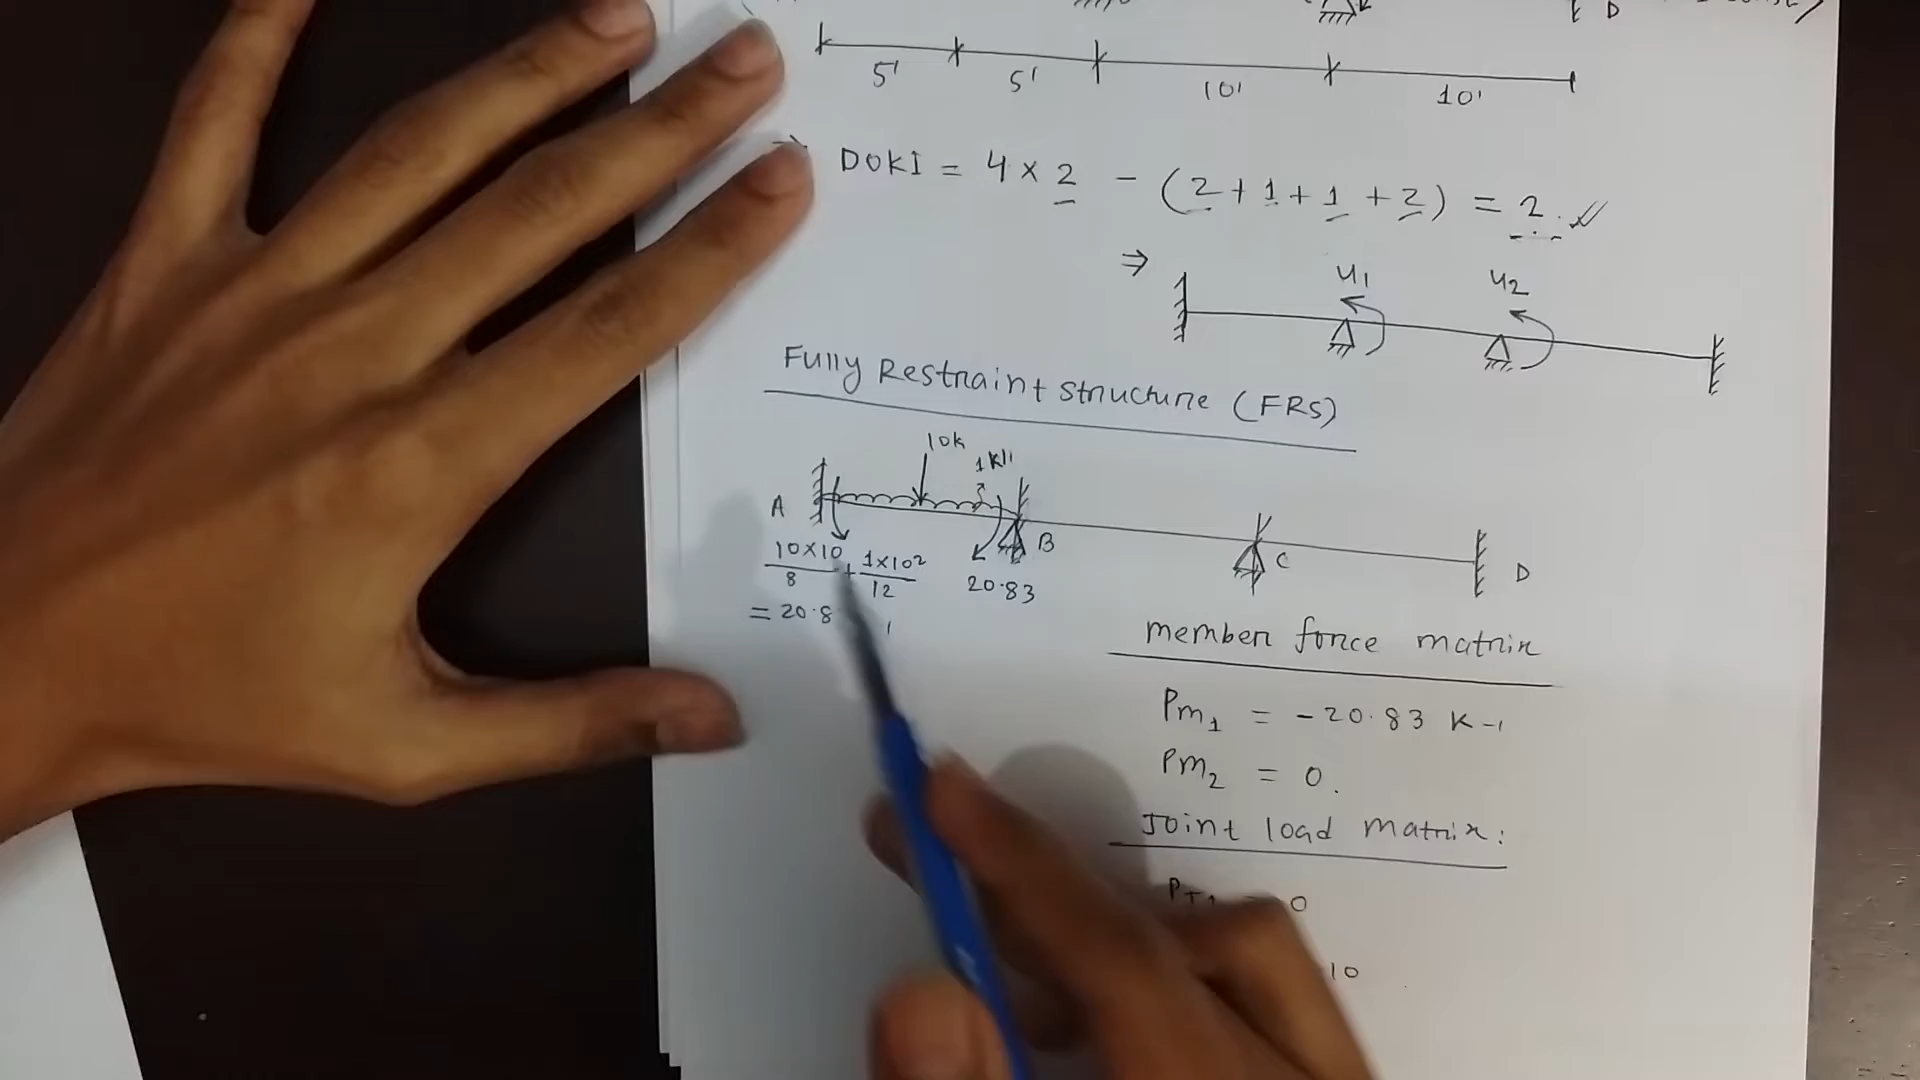 D
5' 5' 10' 10'
⇒ DOKI = 4 × 2 - (2+1+1+2) = 2.
⇒ u1 u2
Fully Restraint structure (FRS)
10k
1k/'
A B C D
10×10/8 + 1×10²/12
= 20.8
20.83
member force matrix
Pm1 = -20.83 K-'
Pm2 = 0.
Joint load matrix:
0
10